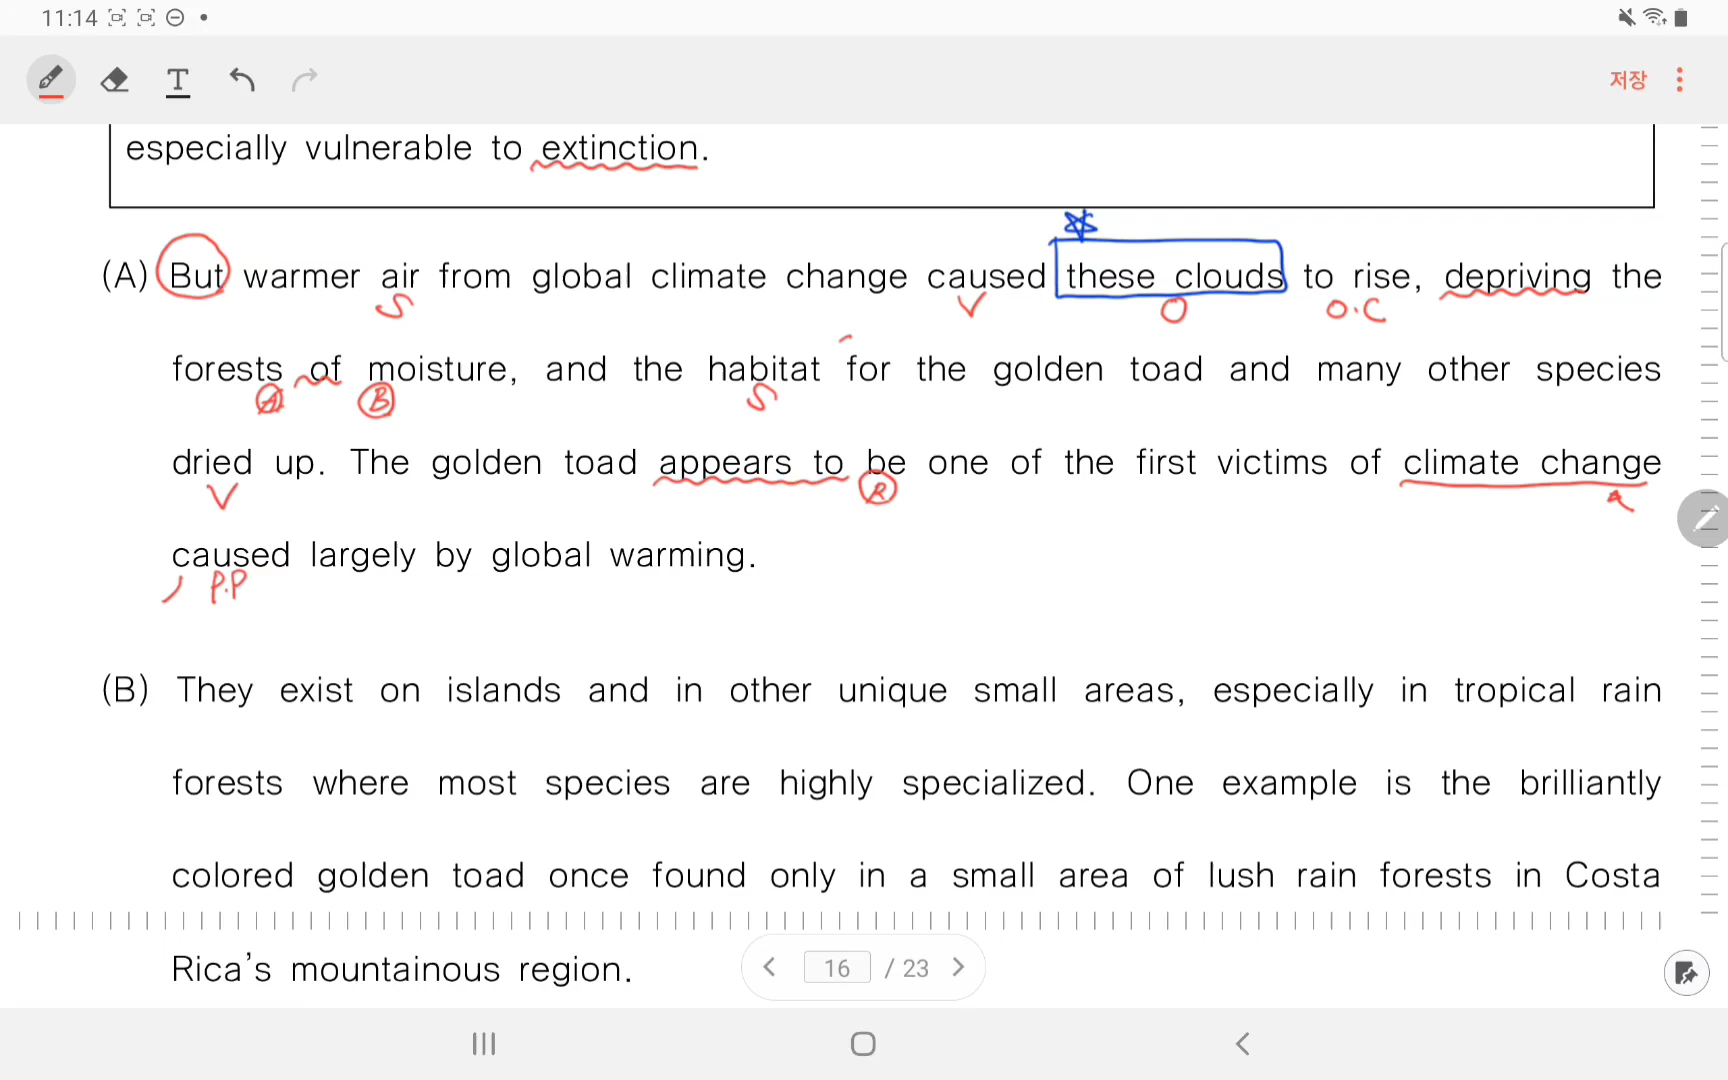 11:14
T
저장
especially vulnerable to extinction.
(A) But warmer air from global climate change caused these clouds to rise, depriving the
S V O O.C
forests of moisture, and the habitat for the golden toad and many other species
A B S
dried up. The golden toad appears to be one of the first victims of climate change
V R
caused largely by global warming.
P.P
(B) They exist on islands and in other unique small areas, especially in tropical rain
forests where most species are highly specialized. One example is the brilliantly
colored golden toad once found only in a small area of lush rain forests in Costa
Rica's mountainous region.
16 / 23